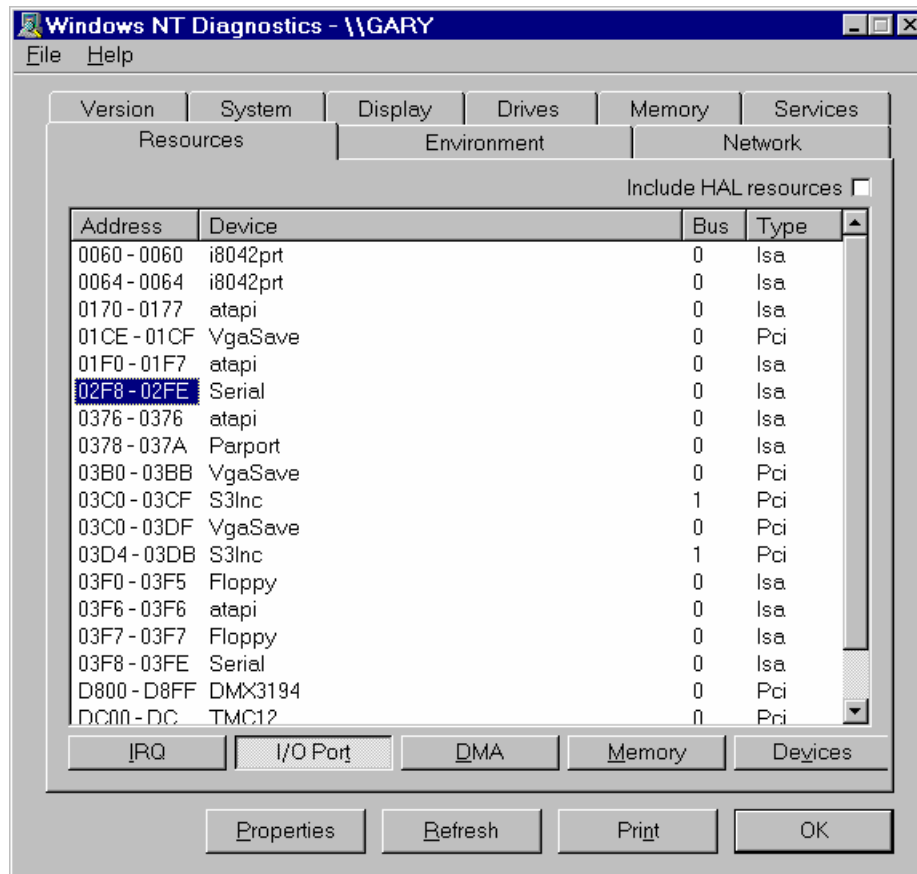 Windows NT Diagnostics - \\GARY
File Help
Version System Display Drives Memory Services
Resources Environment Network
Include HAL resources
Address Device Bus Type
0060 - 0060 i8042prt 0 Isa
0064 - 0064 i8042prt 0 Isa
0170 - 0177 atapi 0 Isa
01CE - 01CF VgaSave 0 Pci
01F0 - 01F7 atapi 0 Isa
02F8 - 02FE Serial 0 Isa
0376 - 0376 atapi 0 Isa
0378 - 037A Parport 0 Isa
03B0 - 03BB VgaSave 0 Pci
03C0 - 03CF S3Inc 1 Pci
03C0 - 03DF VgaSave 0 Pci
03D4 - 03DB S3Inc 1 Pci
03F0 - 03F5 Floppy 0 Isa
03F6 - 03F6 atapi 0 Isa
03F7 - 03F7 Floppy 0 Isa
03F8 - 03FE Serial 0 Isa
D800 - D8FF DMX3194 0 Pci
DC00 - DC TMC12 0 Pci
IRQ I/O Port DMA Memory Devices
Properties Refresh Print OK